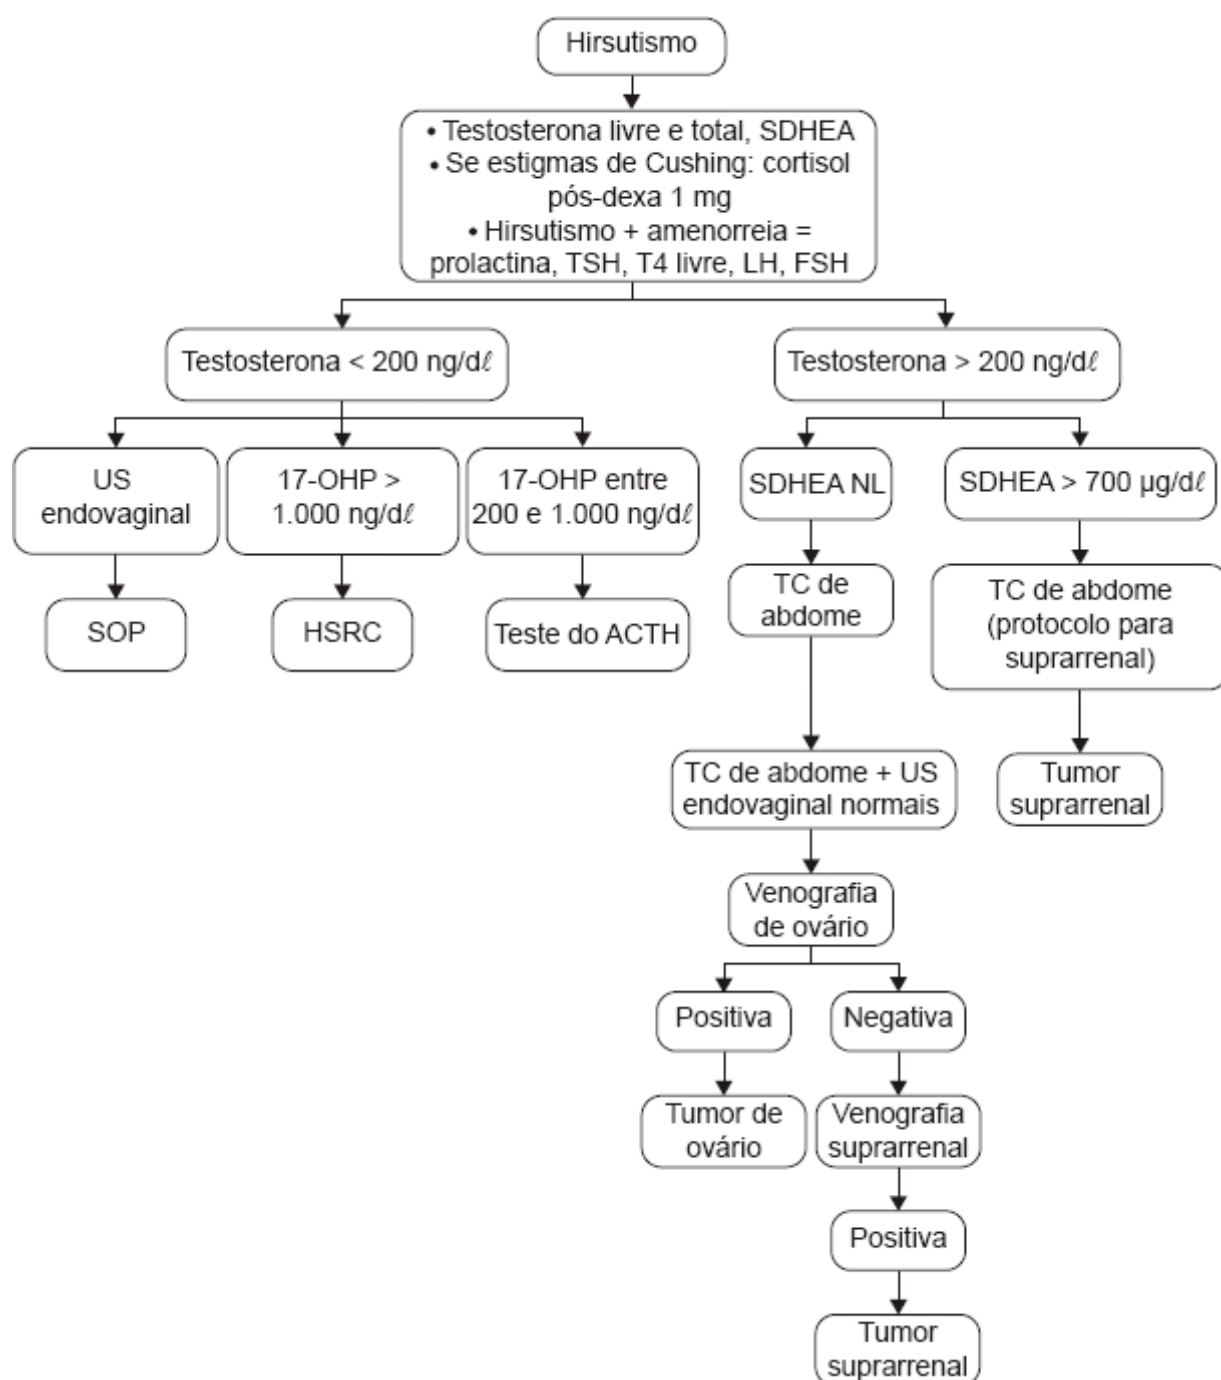 Hirsutismo
• Testosterona livre e total, SDHEA
• Se estigmas de Cushing: cortisol
pós-dexa 1 mg
• Hirsutismo + amenorreia =
prolactina, TSH, T4 livre, LH, FSH
Testosterona < 200 ng/dℓ
Testosterona > 200 ng/dℓ
US
endovaginal
17-OHP >
1.000 ng/dℓ
17-OHP entre
200 e 1.000 ng/dℓ
SDHEA NL
SDHEA > 700 µg/dℓ
SOP
HSRC
Teste do ACTH
TC de
abdome
TC de abdome
(protocolo para
suprarrenal)
TC de abdome + US
endovaginal normais
Tumor
suprarrenal
Venografia
de ovário
Positiva
Negativa
Tumor de
ovário
Venografia
suprarrenal
Positiva
Tumor
suprarrenal